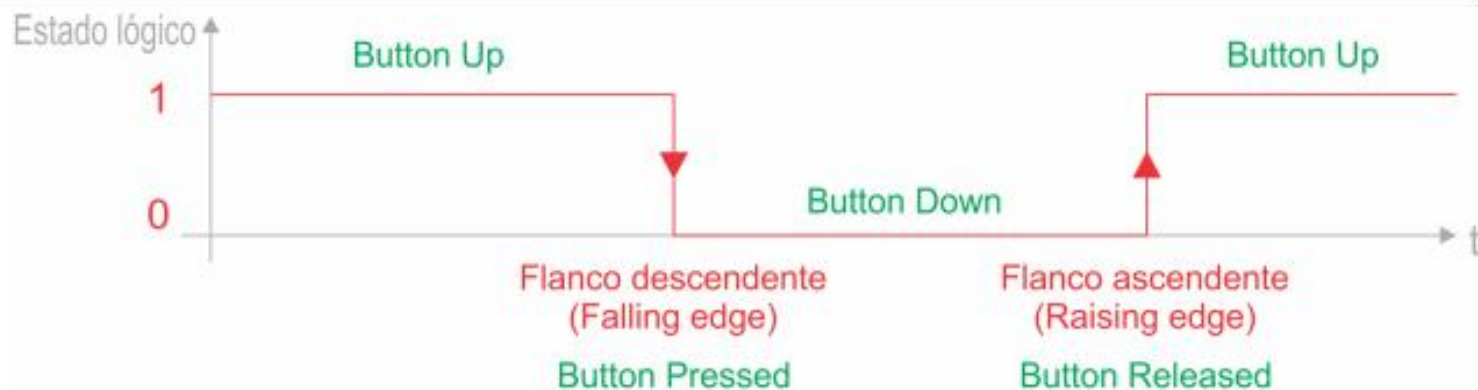 Estado lógico
Button Up
Button Up
1
0
Button Down
t
Flanco descendente
(Falling edge)
Flanco ascendente
(Raising edge)
Button Pressed
Button Released